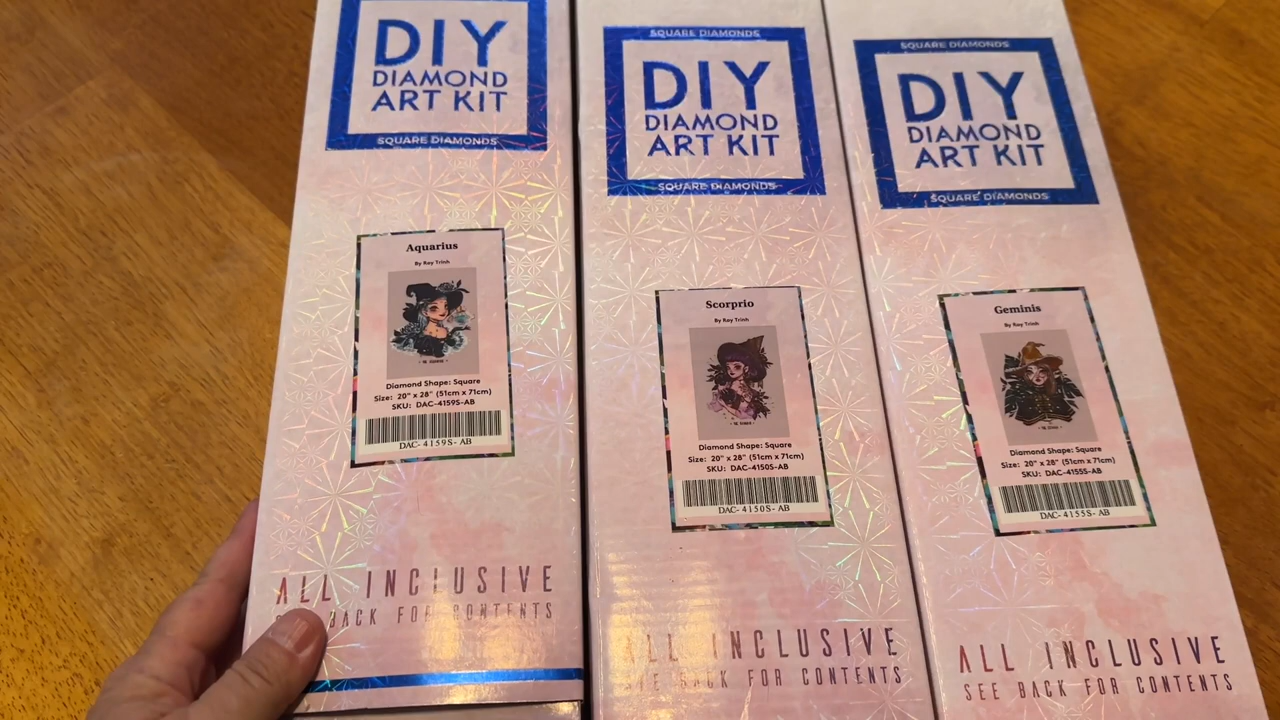 DIY
DIAMOND
ART KIT
SQUARE DIAMONDS
Aquarius
By Ray Trinh
Diamond Shape: Square
Size: 20" x 28" (51cm x 71cm)
SKU: DAC-4159S-AB
DAC- 4159S- AB
ALL INCLUSIVE
SEE BACK FOR CONTENTS
SQUARE DIAMONDS
DIY
DIAMOND
ART KIT
SQUARE DIAMONDS
Scorprio
By Ray Trinh
Diamond Shape: Square
Size: 20" x 28" (51cm x 71cm)
SKU: DAC-4150S-AB
DAC- 4150S- AB
ALL INCLUSIVE
SEE BACK FOR CONTENTS
SQUARE DIAMONDS
DIY
DIAMOND
ART KIT
SQUARE DIAMONDS
Geminis
By Ray Trinh
Diamond Shape: Square
Size: 20" x 28" (51cm x 71cm)
SKU: DAC-4155S-AB
DAC- 4155S- AB
ALL INCLUSIVE
SEE BACK FOR CONTENTS